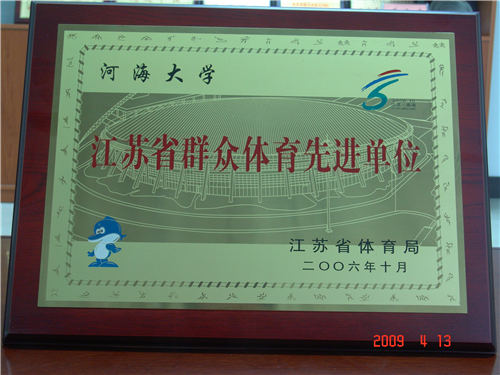 河海大学
江苏省群众体育先进单位
江苏省体育局
二〇〇六年十月
2009 4 13